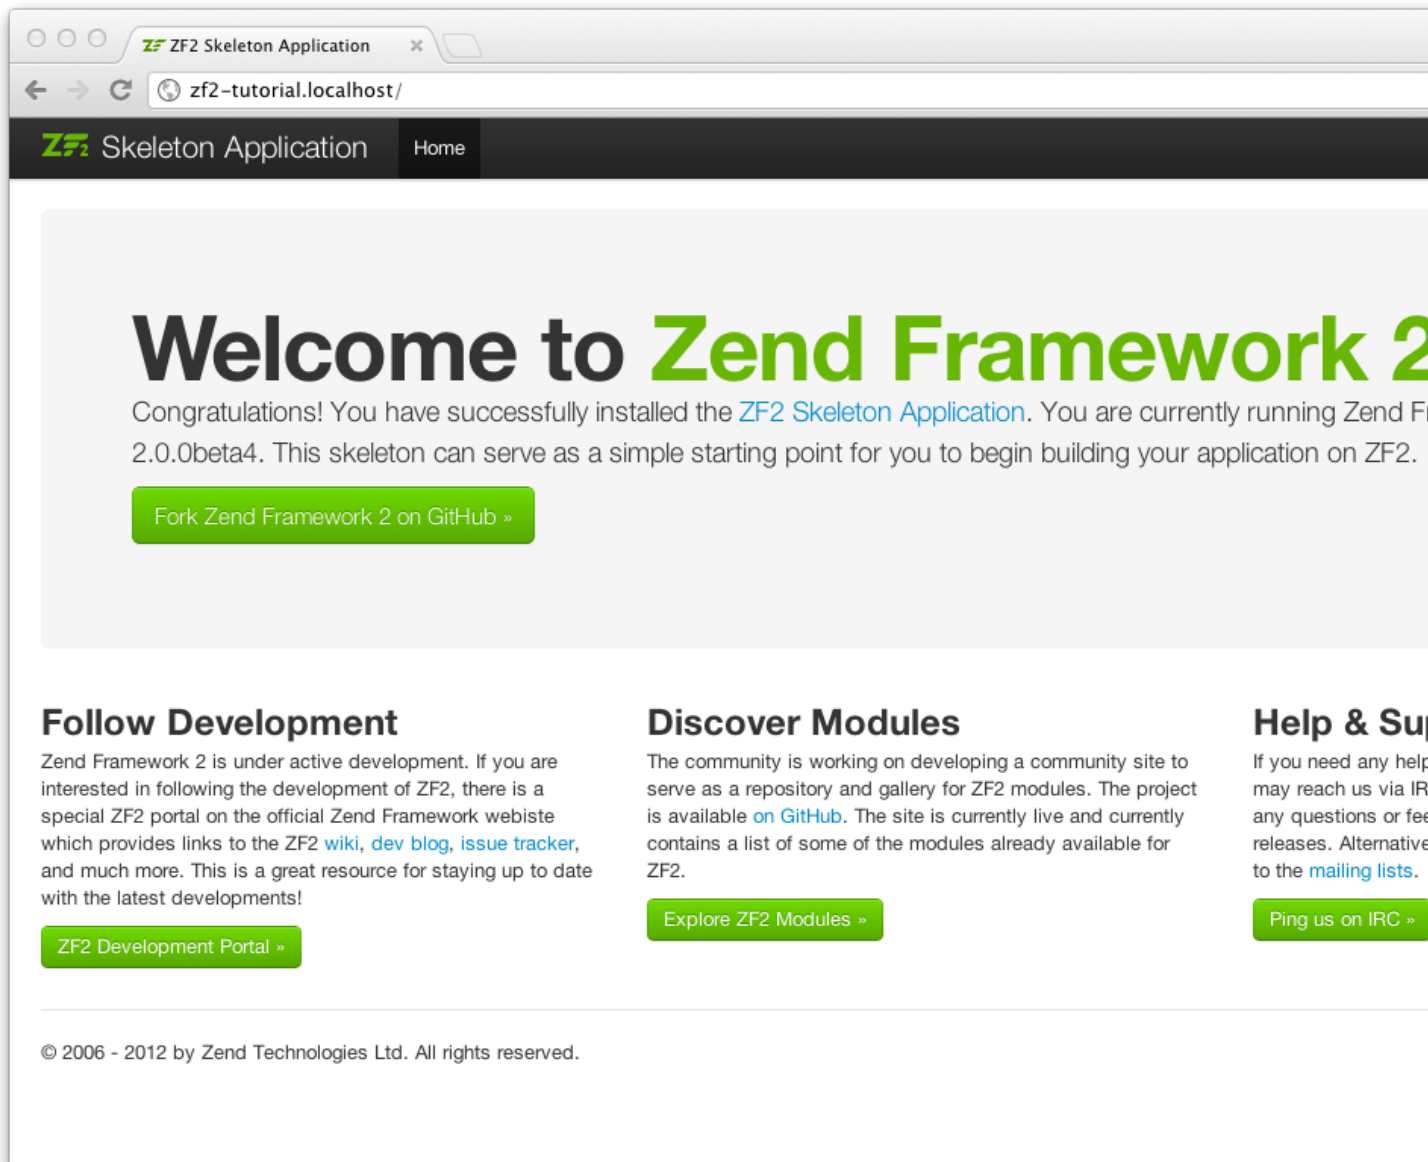 ZF2 Skeleton Application
zf2-tutorial.localhost/
ZF2 Skeleton Application Home
Welcome to Zend Framework 2
Congratulations! You have successfully installed the ZF2 Skeleton Application. You are currently running Zend
2.0.0beta4. This skeleton can serve as a simple starting point for you to begin building your application on ZF2.
Fork Zend Framework 2 on GitHub »
Follow Development
Zend Framework 2 is under active development. If you are
interested in following the development of ZF2, there is a
special ZF2 portal on the official Zend Framework webiste
which provides links to the ZF2 wiki, dev blog, issue tracker,
and much more. This is a great resource for staying up to date
with the latest developments!
ZF2 Development Portal »
Discover Modules
The community is working on developing a community site to
serve as a repository and gallery for ZF2 modules. The project
is available on GitHub. The site is currently live and currently
contains a list of some of the modules already available for
ZF2.
Explore ZF2 Modules »
Help &
If you need any help
may reach us via
any questions or
releases.
to the mailing lists.
Ping us on IRC »
© 2006 - 2012 by Zend Technologies Ltd. All rights reserved.